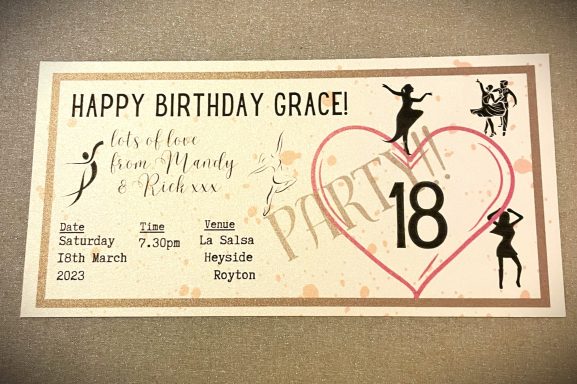 HAPPY BIRTHDAY GRACE!
lots of love
from Mandy
& Rick xxx
PARTY!!
18
Date
Saturday
18th March
2023
Time
7.30pm
Venue
La Salsa
Heyside
Royton